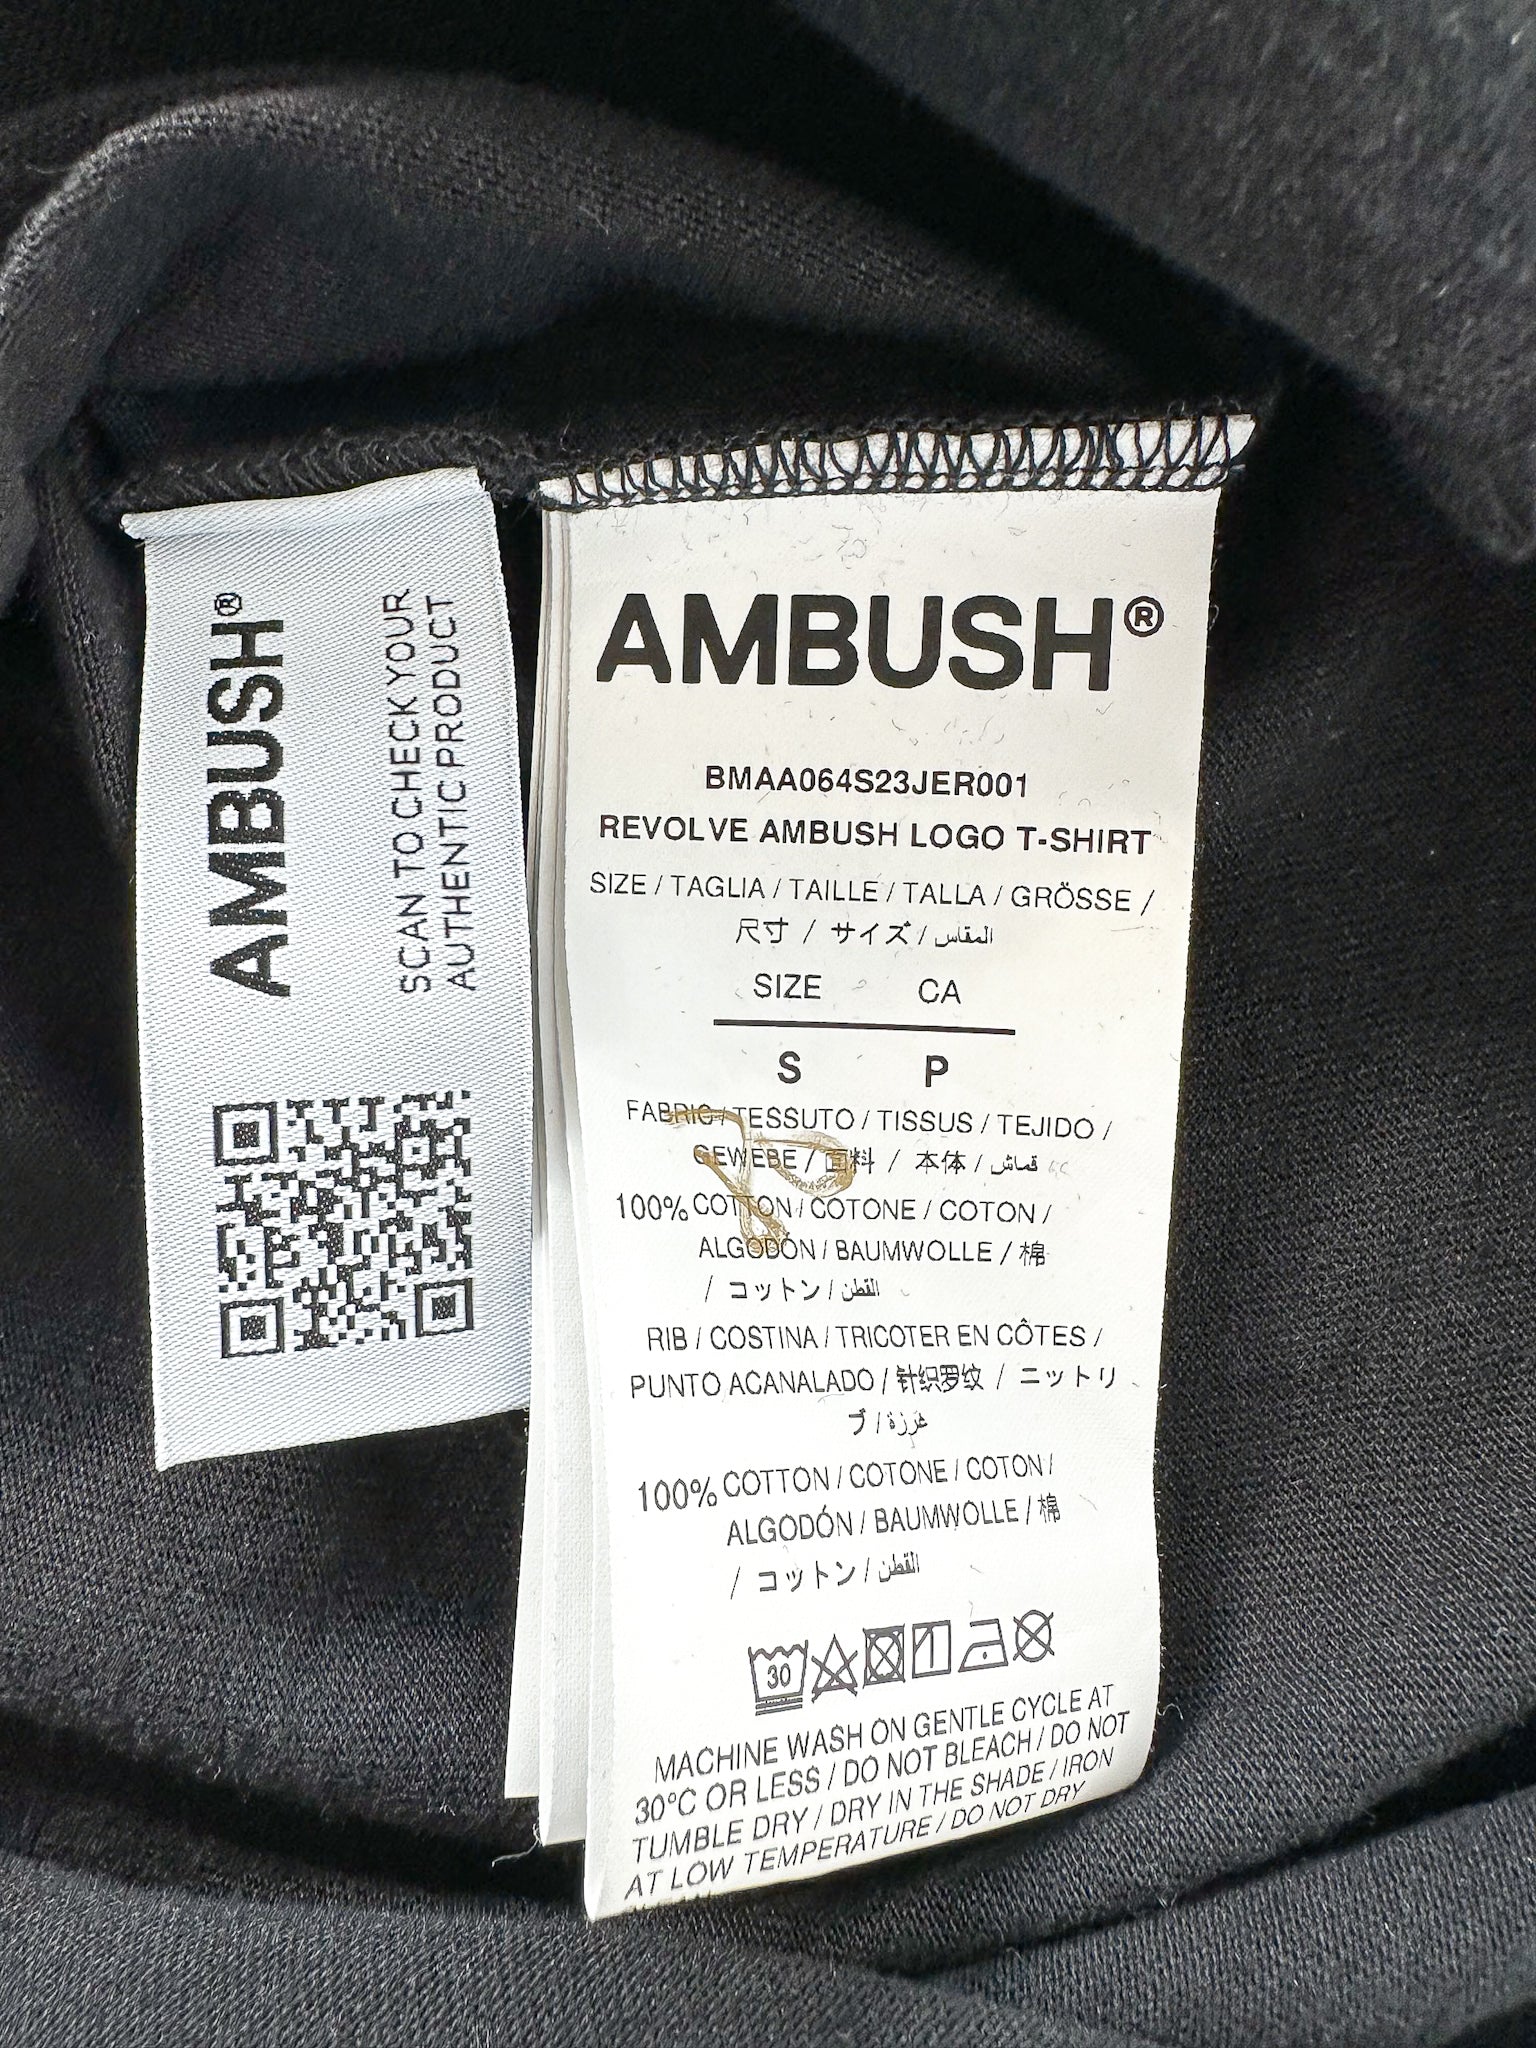 AMBUSH®
SCAN TO CHECK YOUR
AUTHENTIC PRODUCT
AMBUSH®
BMAA064S23JER001
REVOLVE AMBUSH LOGO T-SHIRT
SIZE / TAGLIA / TAILLE / TALLA / GRÖSSE /
尺寸 / サイズ / المقاس
SIZE CA
S P
FABRIC / TESSUTO / TISSUS / TEJIDO /
GEWEBE / 面料 / 本体 / قماش
100% COTTON / COTONE / COTON /
ALGODÓN / BAUMWOLLE / 棉
/ コットン / القطن
RIB / COSTINA / TRICOTER EN CÔTES /
PUNTO ACANALADO / 针织罗纹 / ニットリ
ブ / غرزة
100% COTTON / COTONE / COTON /
ALGODÓN / BAUMWOLLE / 棉
/ コットン / القطن
30
MACHINE WASH ON GENTLE CYCLE AT
30°C OR LESS / DO NOT BLEACH / DO NOT
TUMBLE DRY / DRY IN THE SHADE / IRON
AT LOW TEMPERATURE / DO NOT DRY